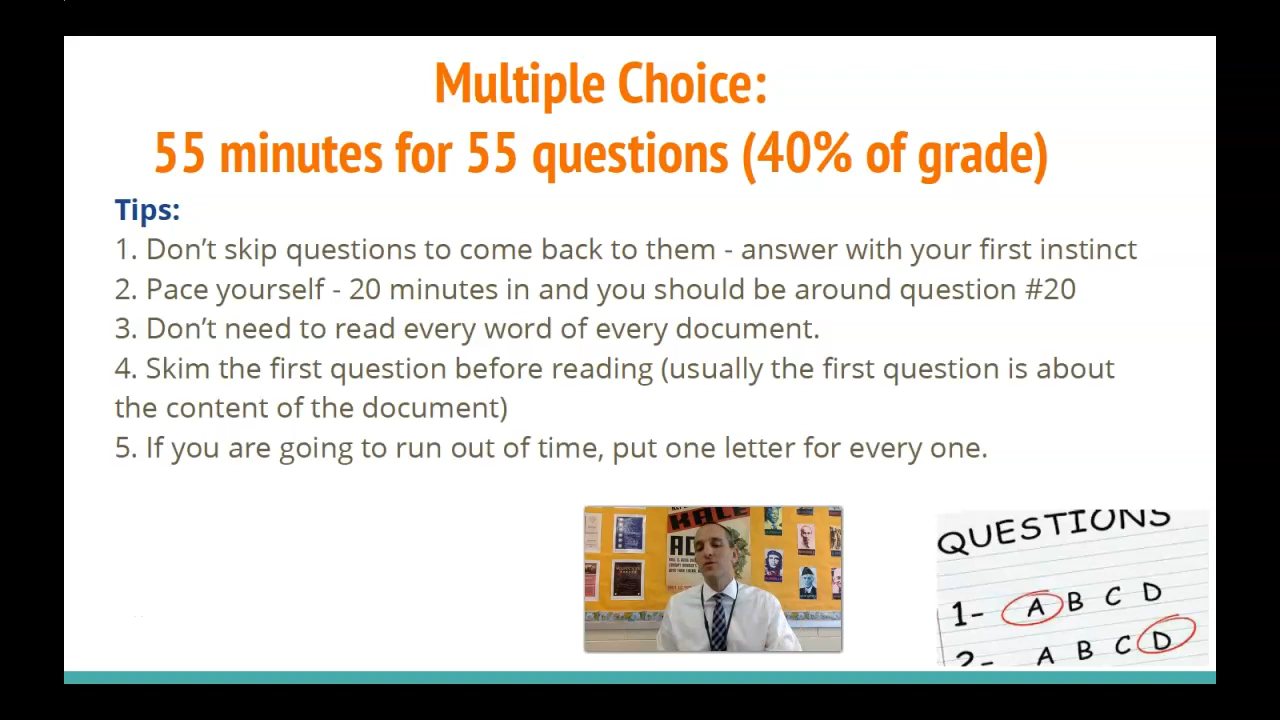 Multiple Choice:
55 minutes for 55 questions (40% of grade)
Tips:
1. Don't skip questions to come back to them - answer with your first instinct
2. Pace yourself - 20 minutes in and you should be around question #20
3. Don't need to read every word of every document.
4. Skim the first question before reading (usually the first question is about
the content of the document)
5. If you are going to run out of time, put one letter for every one.
KALE
QUESTIONS
1- A B C D
2- A B C D